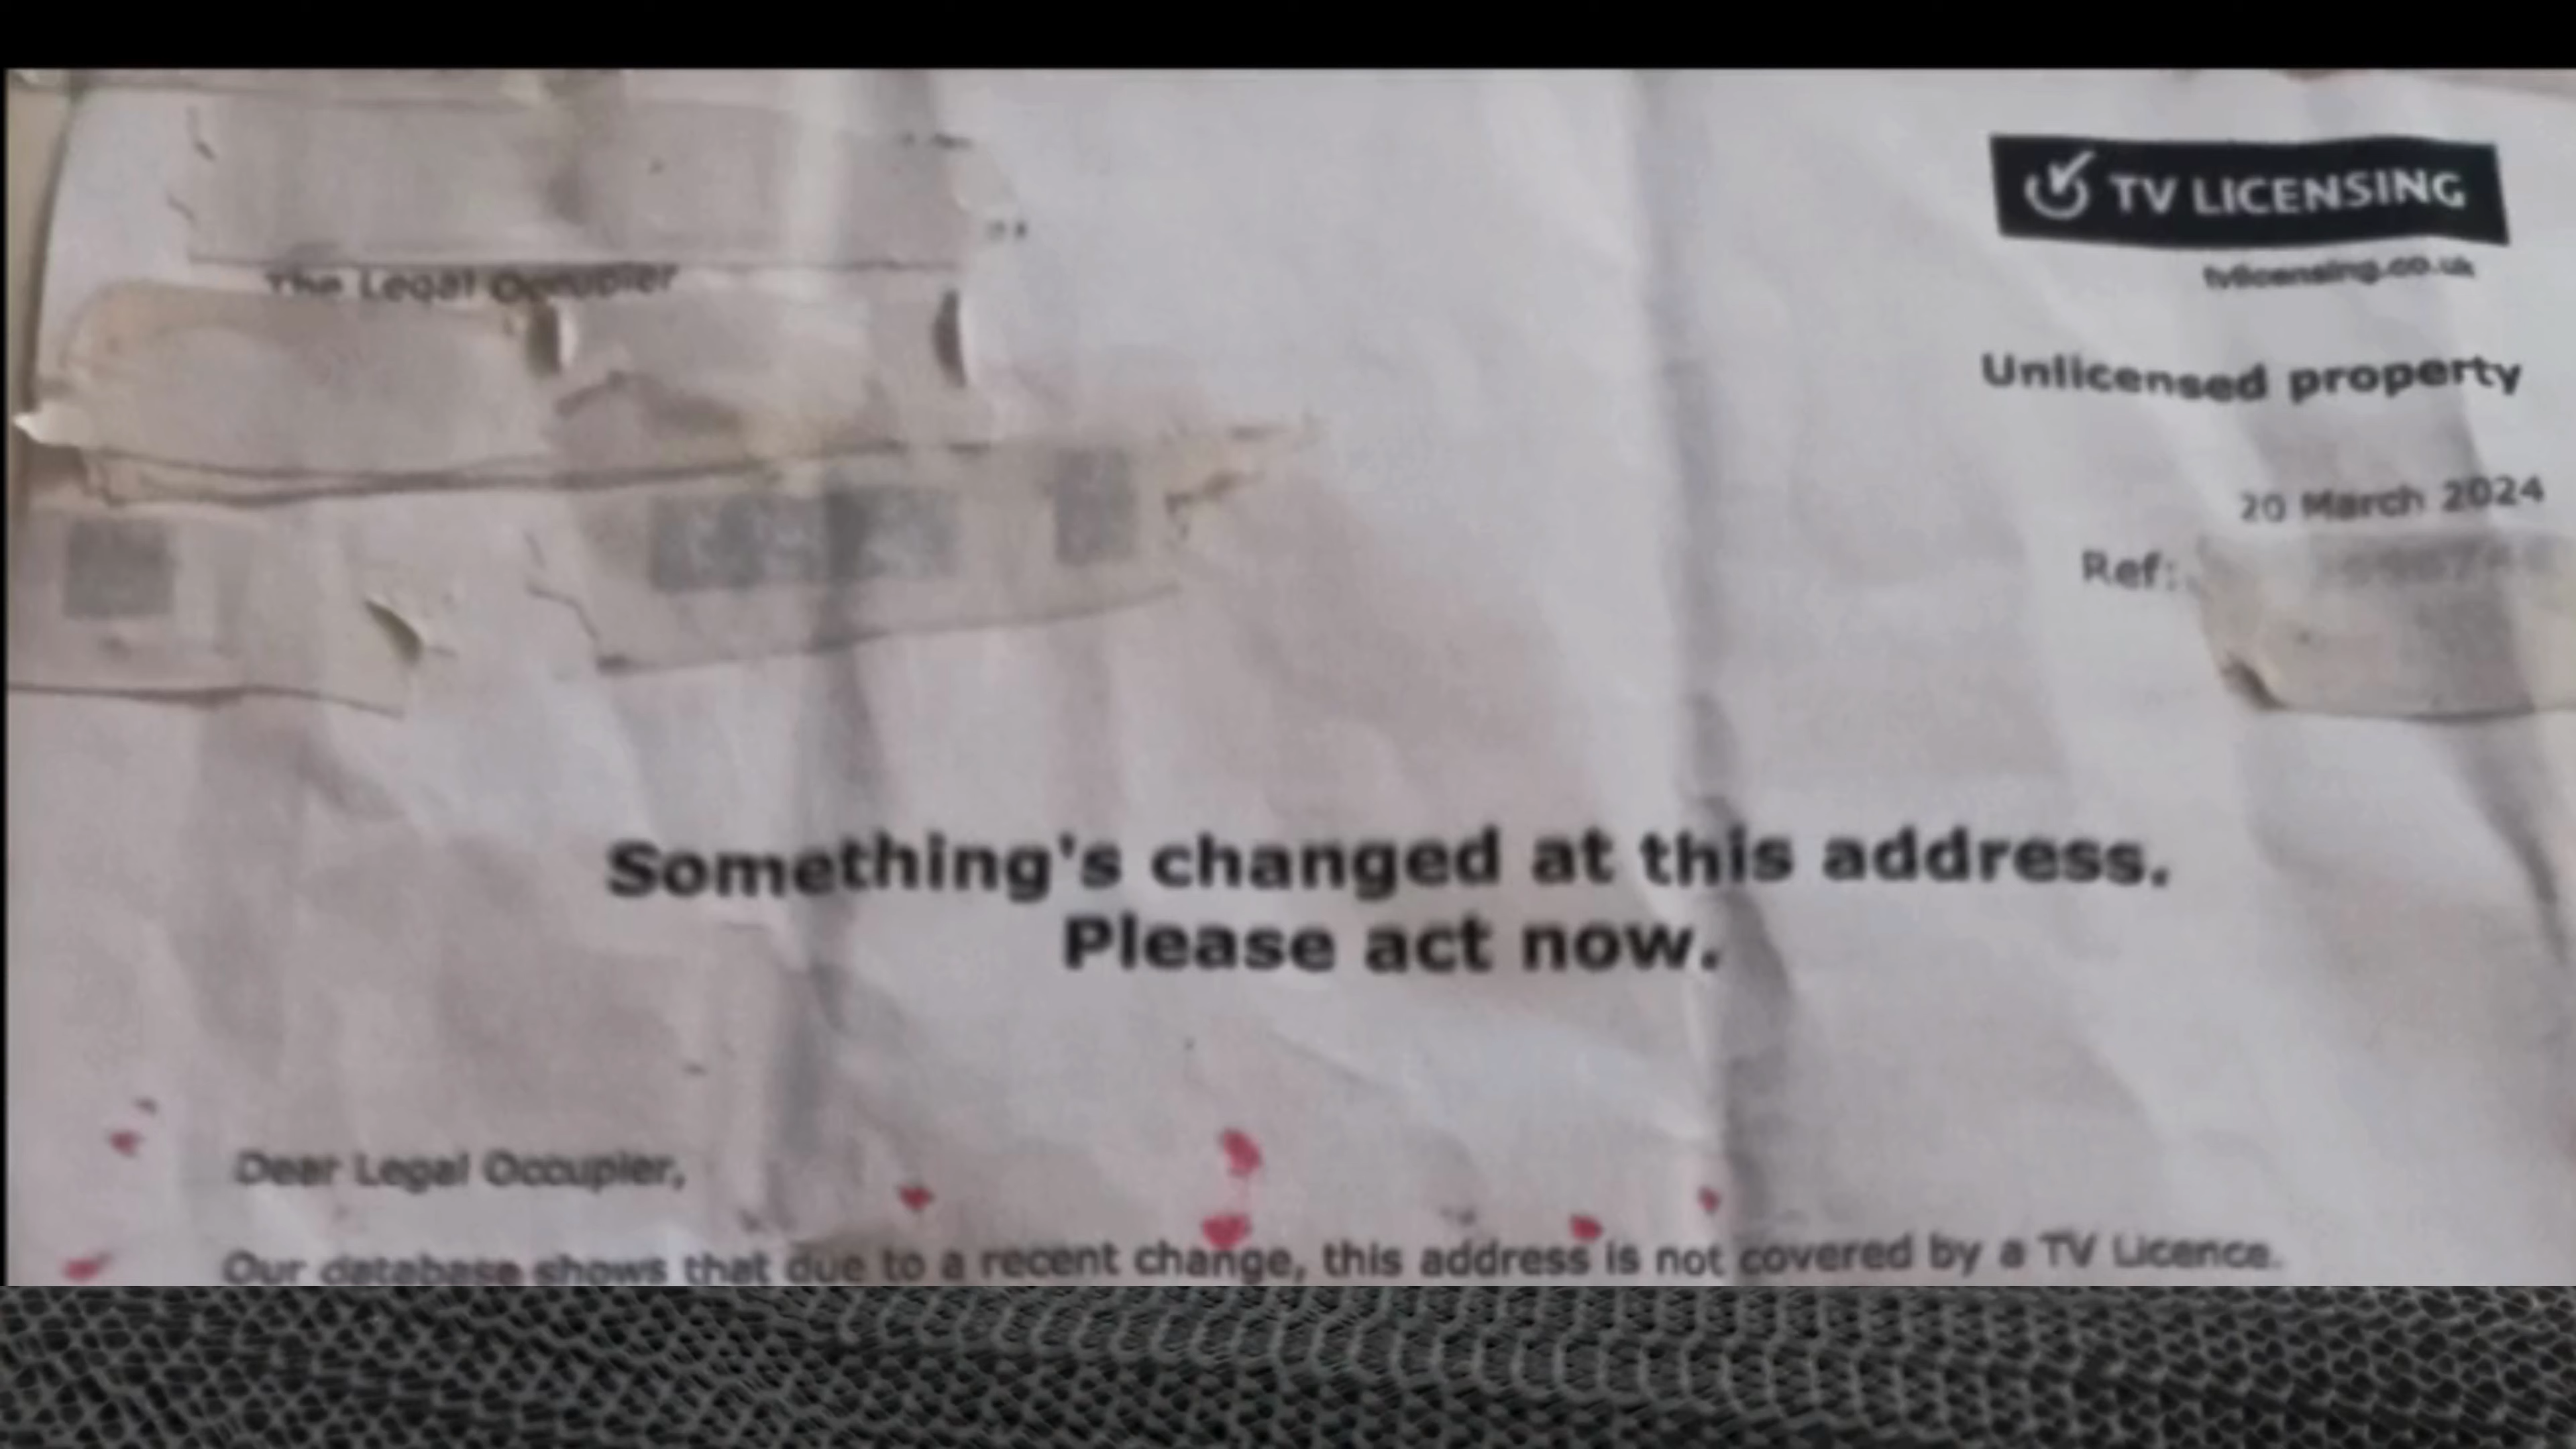 TV LICENSING
tvlicensing.co.uk
The Legal Occupier
Unlicensed property
20 March 2024
Ref:
Something's changed at this address.
Please act now.
Dear Legal Occupier,
Our database shows that due to a recent change, this address is not covered by a TV Licence.